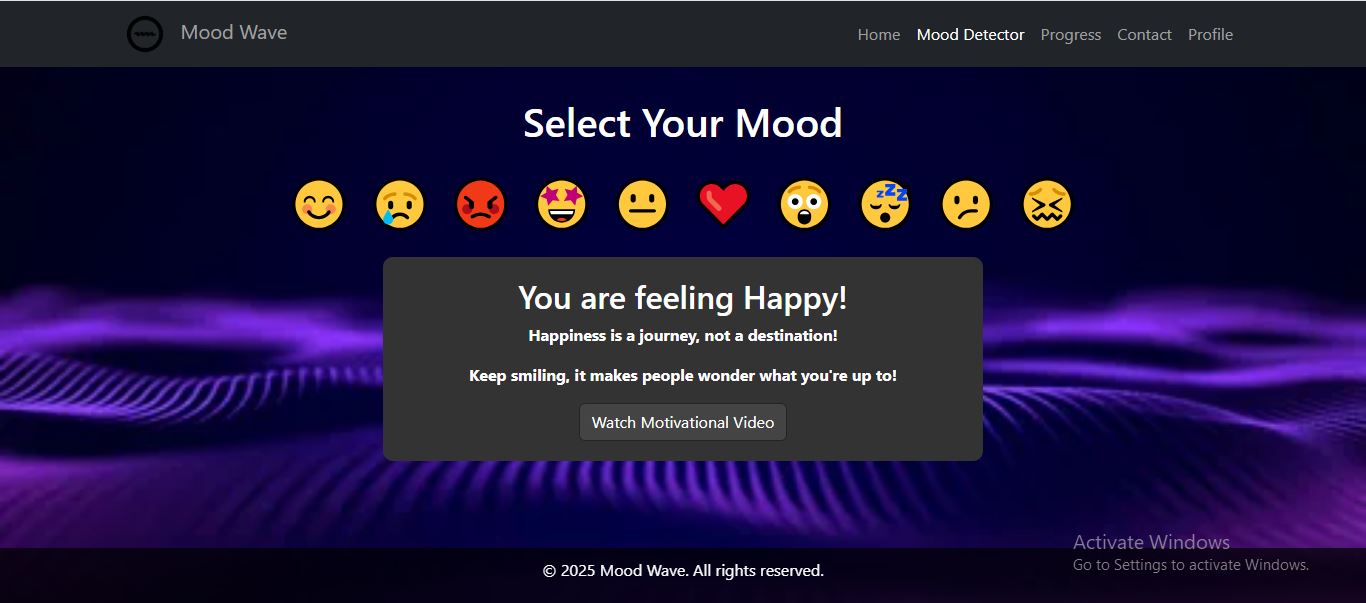 Mood Wave
Home Mood Detector Progress Contact Profile
Select Your Mood
You are feeling Happy!
Happiness is a journey, not a destination!
Keep smiling, it makes people wonder what you're up to!
Watch Motivational Video
Activate Windows
Go to Settings to activate Windows.
© 2025 Mood Wave. All rights reserved.